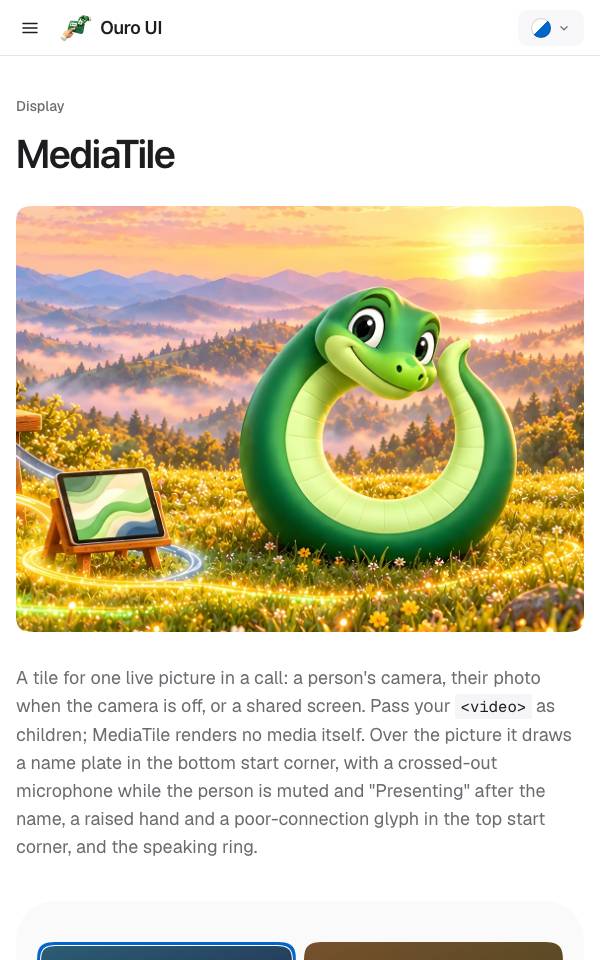 Ouro UI
Display
MediaTile
A tile for one live picture in a call: a person's camera, their photo
when the camera is off, or a shared screen. Pass your <video> as
children; MediaTile renders no media itself. Over the picture it draws
a name plate in the bottom start corner, with a crossed-out
microphone while the person is muted and "Presenting" after the
name, a raised hand and a poor-connection glyph in the top start
corner, and the speaking ring.